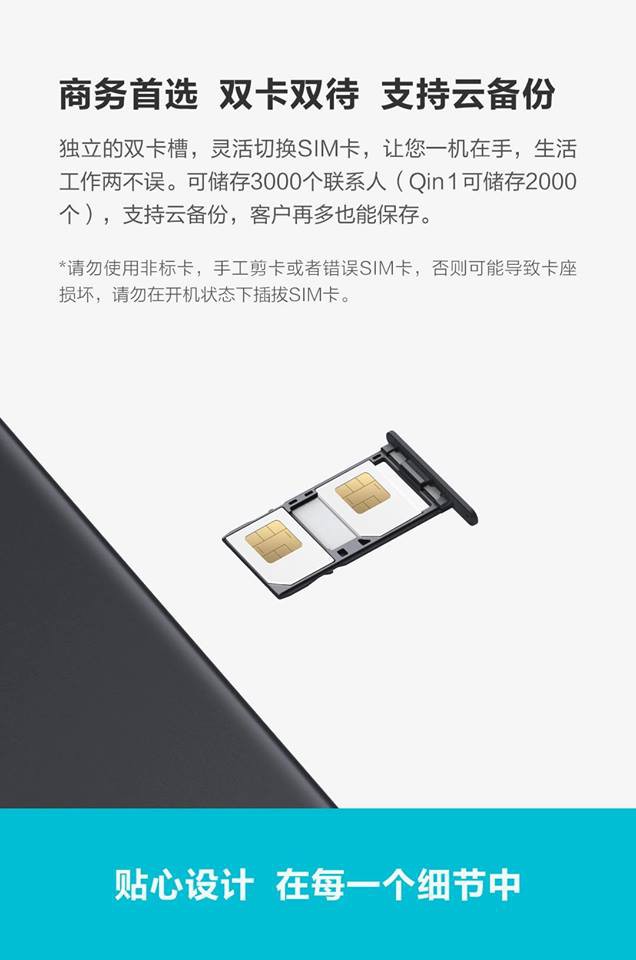 商务首选 双卡双待 支持云备份
独立的双卡槽，灵活切换SIM卡，让您一机在手，生活
工作两不误。可储存3000个联系人（Qin1可储存2000
个），支持云备份，客户再多也能保存。
*请勿使用非标卡，手工剪卡或者错误SIM卡，否则可能导致卡座
损坏，请勿在开机状态下插拔SIM卡。
贴心设计 在每一个细节中